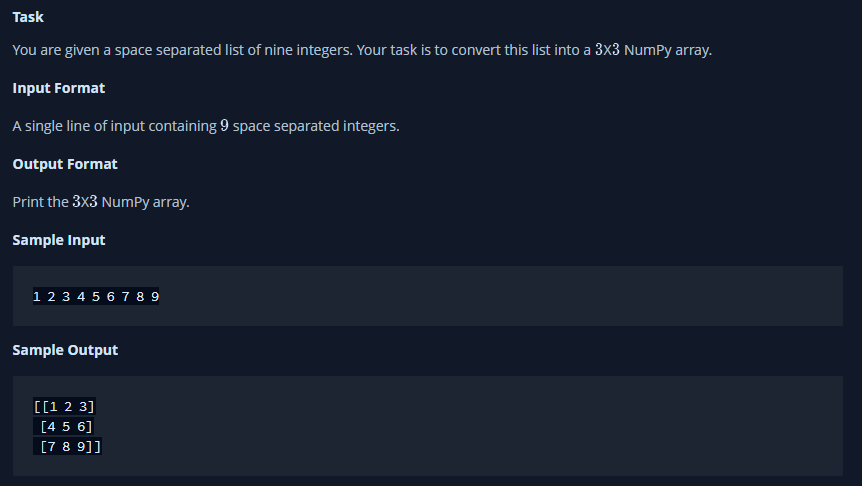 Task
You are given a space separated list of nine integers. Your task is to convert this list into a 3X3 NumPy array.
Input Format
A single line of input containing 9 space separated integers.
Output Format
Print the 3X3 NumPy array.
Sample Input
1 2 3 4 5 6 7 8 9
Sample Output
[[1 2 3]
 [4 5 6]
 [7 8 9]]